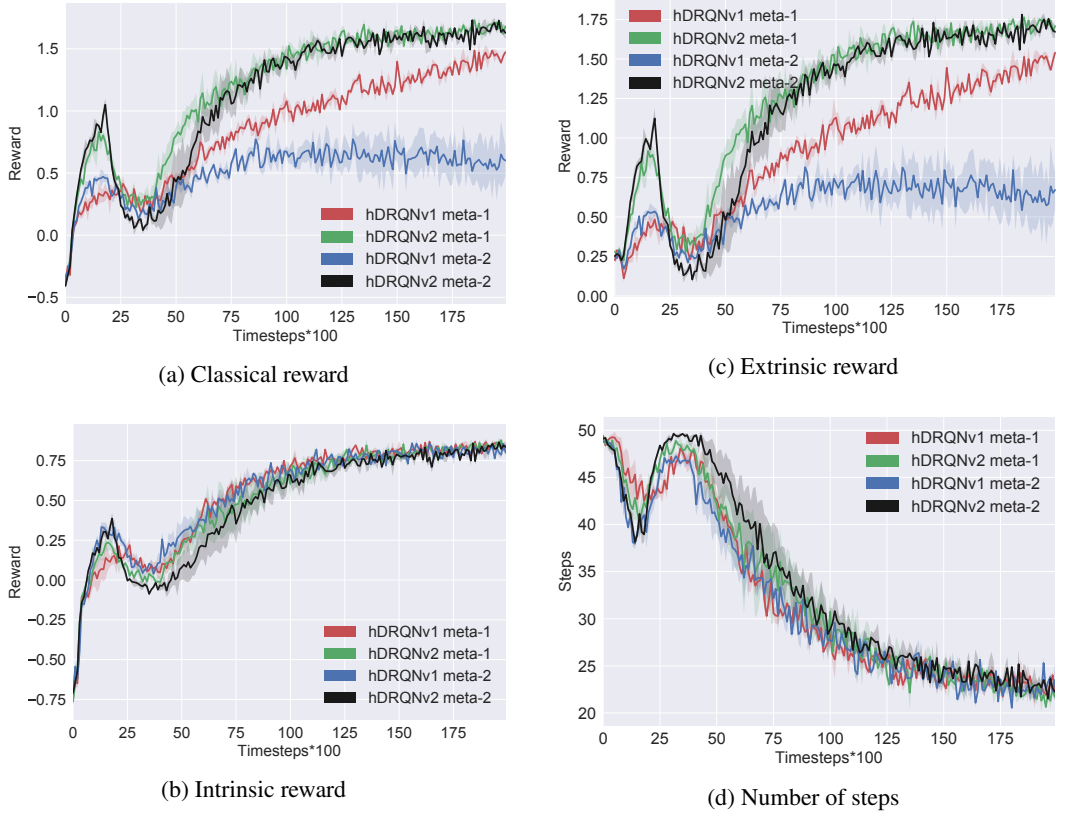 1.5
1.0
0.5
0.0
−0.5
Reward
hDRQNv1 meta-1
hDRQNv2 meta-1
hDRQNv1 meta-2
hDRQNv2 meta-2
0 25 50 75 100 125 150 175
Timesteps*100
(a) Classical reward
1.75
1.50
1.25
1.00
0.75
0.50
0.25
0.00
Reward
hDRQNv1 meta-1
hDRQNv2 meta-1
hDRQNv1 meta-2
hDRQNv2 meta-2
0 25 50 75 100 125 150 175
Timesteps*100
(c) Extrinsic reward
0.75
0.50
0.25
0.00
−0.25
−0.50
−0.75
Reward
hDRQNv1 meta-1
hDRQNv2 meta-1
hDRQNv1 meta-2
hDRQNv2 meta-2
0 25 50 75 100 125 150 175
Timesteps*100
(b) Intrinsic reward
50
45
40
35
30
25
20
Steps
hDRQNv1 meta-1
hDRQNv2 meta-1
hDRQNv1 meta-2
hDRQNv2 meta-2
0 25 50 75 100 125 150 175
Timesteps*100
(d) Number of steps